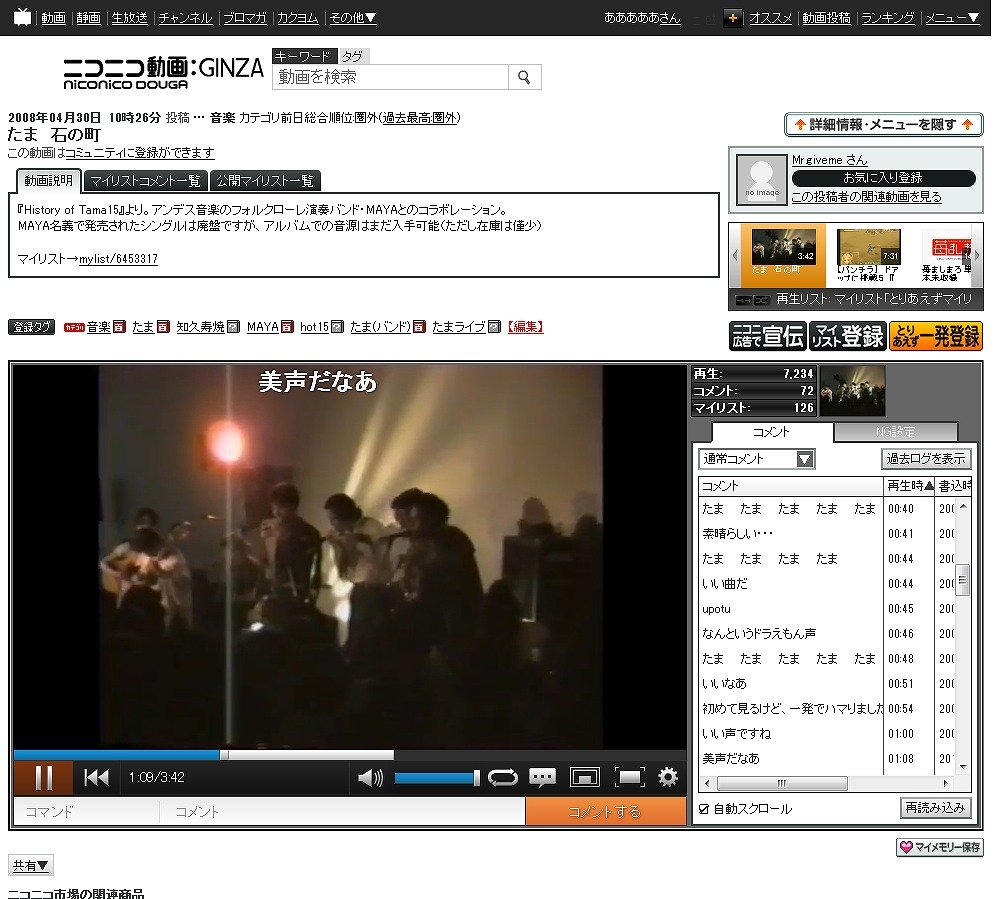 動画 静画 生放送 チャンネル ブロマガ カクヨム その他▼
あああああさん オススメ 動画投稿 ランキング メニュー▼
キーワード タグ
ニコニコ動画:GINZA
niconico DOUGA
動画を検索
2008年04月30日 10時26分 投稿 … 音楽 カテゴリ前日総合順位:圏外(過去最高:圏外)
たま 石の町
この動画はコミュニティに登録ができます
詳細情報・メニューを隠す
動画説明 マイリストコメント一覧 公開マイリスト一覧
『History of Tama15』より。アンデス音楽のフォルクローレ演奏バンド・MAYAとのコラボレーション。
MAYA名義で発売されたシングルは廃盤ですが、アルバムでの音源はまだ入手可能(ただし在庫は僅少)
マイリスト→mylist/6453317
no image
Mr.giveme さん
お気に入り登録
この投稿者の関連動画を見る
3:42
たま 石の町
7:31
再生リスト: マイリスト「とりあえずマイリ
登録タグ カテゴリ 音楽 たま 知久寿焼 MAYA hot15 たま(バンド) たまライブ 【編集】
ニコニ広告で宣伝 マイリスト登録 とりあえず一発登録
美声だなあ
再生: 7,234
コメント: 72
マイリスト: 126
コメント NG設定
通常コメント 過去ログを表示
コメント 再生時▲ 書込時
たま たま たま たま たま 00:40 200
素晴らしい・・・ 00:41 200
たま たま たま たま 00:44 200
いい曲だ 00:44 200
upotu 00:45 200
なんというドラえもん声 00:46 200
たま たま たま たま たま 00:48 200
いいなあ 00:51 200
初めて見るけど、一発でハマりました 00:54 200
いい声ですね 01:00 200
美声だなあ 01:08 201
自動スクロール 再読み込み
1:09/3:42
コマンド コメント コメントする
マイメモリー保存
共有▼
ニコニコ市場の関連商品